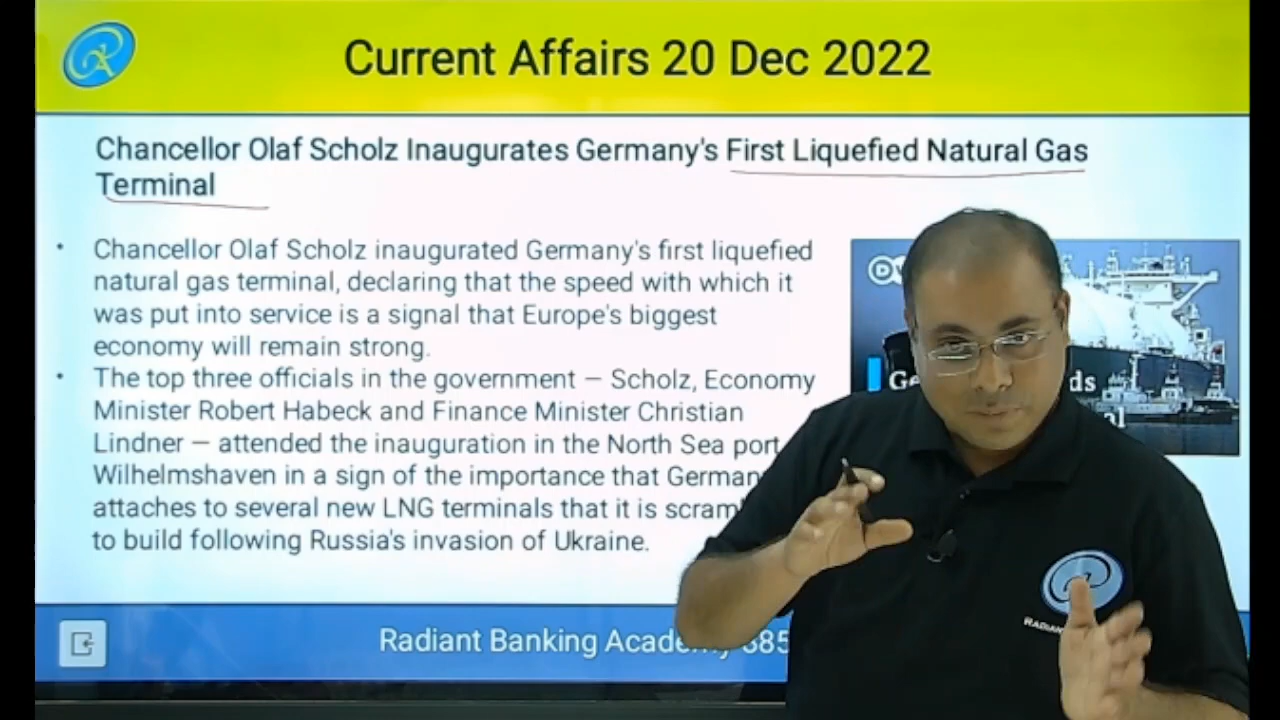 Current Affairs 20 Dec 2022
Chancellor Olaf Scholz Inaugurates Germany's First Liquefied Natural Gas
Terminal
• Chancellor Olaf Scholz inaugurated Germany's first liquefied
natural gas terminal, declaring that the speed with which it
was put into service is a signal that Europe's biggest
economy will remain strong.
• The top three officials in the government — Scholz, Economy
Minister Robert Habeck and Finance Minister Christian
Lindner — attended the inauguration in the North Sea port
Wilhelmshaven in a sign of the importance that German
attaches to several new LNG terminals that it is scram
to build following Russia's invasion of Ukraine.
Radiant Banking Academy